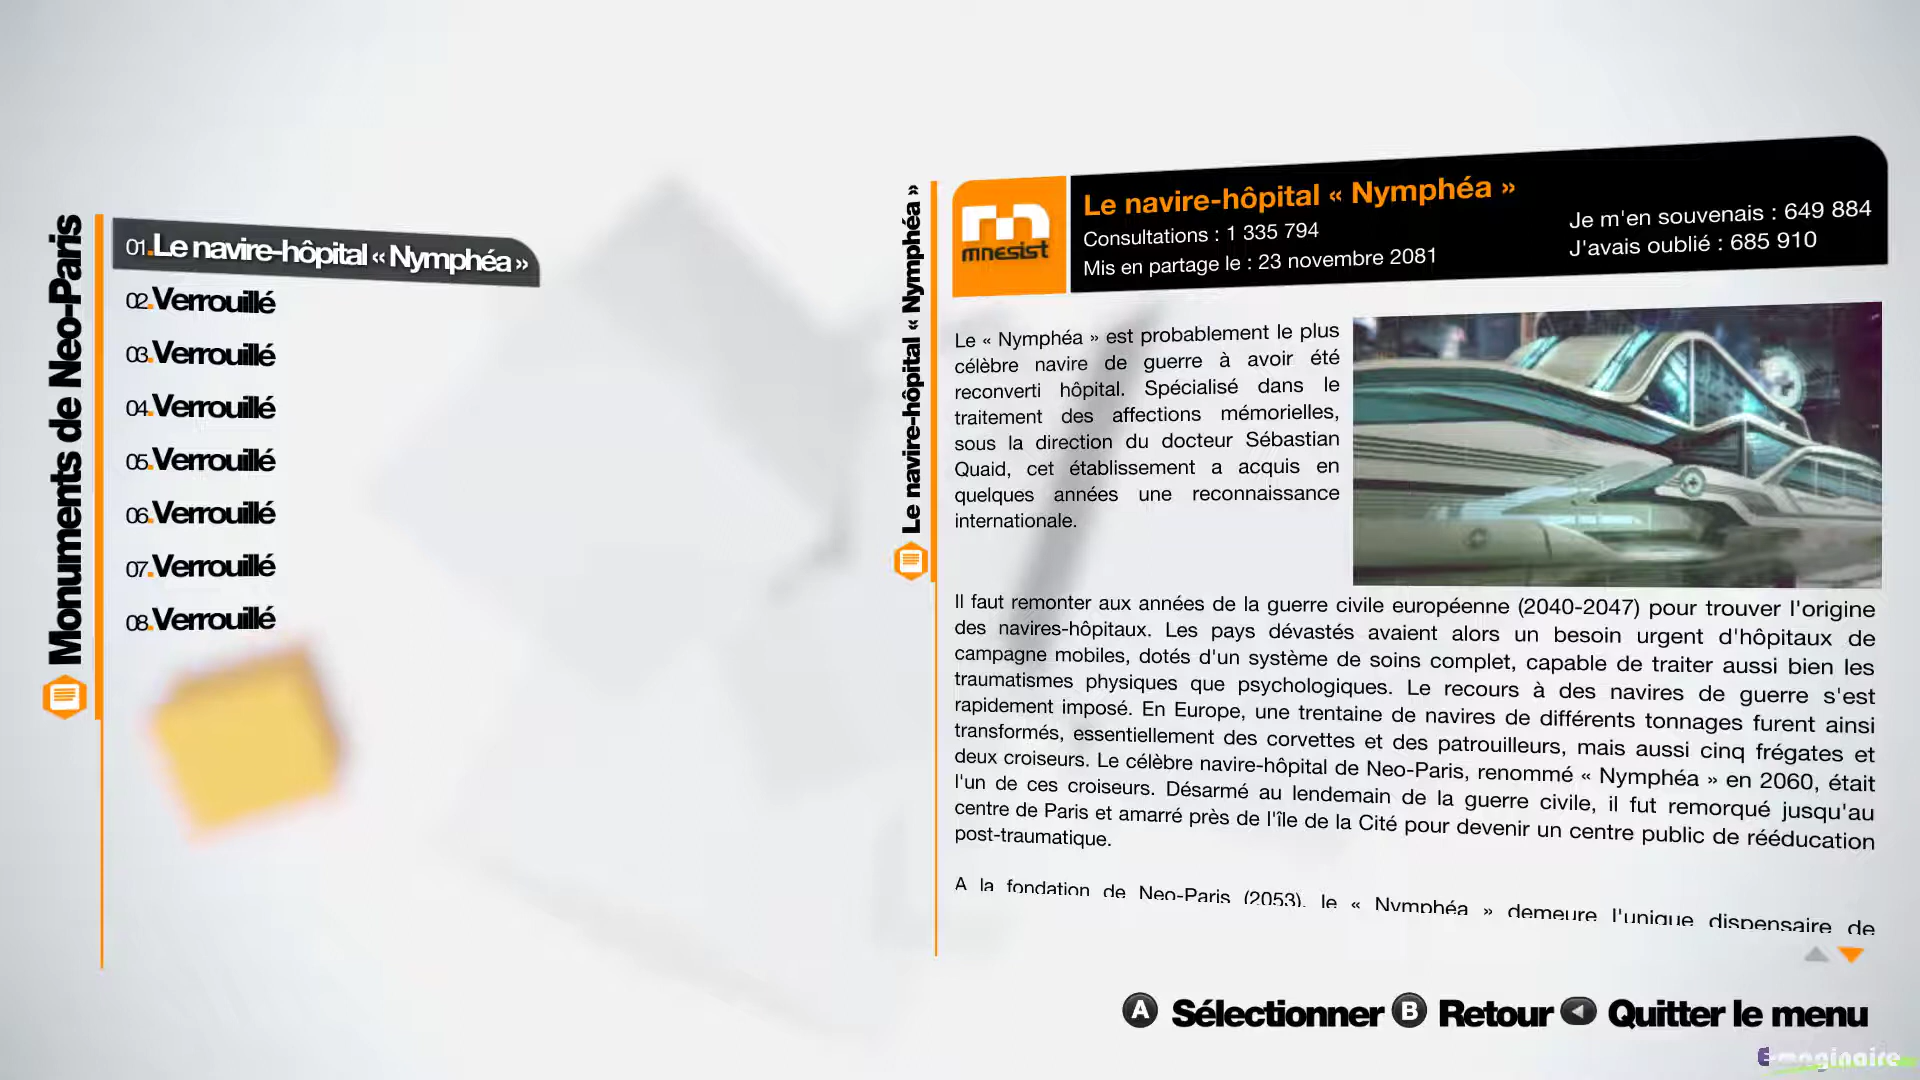 Monuments de Neo-Paris
01.Le navire-hôpital « Nymphéa »
02.Verrouillé
03.Verrouillé
04.Verrouillé
05.Verrouillé
06.Verrouillé
07.Verrouillé
08.Verrouillé
Le navire-hôpital « Nymphéa »
mnesist
Le navire-hôpital « Nymphéa »
Consultations : 1 335 794
Mis en partage le : 23 novembre 2081
Je m'en souvenais : 649 884
J'avais oublié : 685 910
Le « Nymphéa » est probablement le plus
célèbre navire de guerre à avoir été
reconverti hôpital. Spécialisé dans le
traitement des affections mémorielles,
sous la direction du docteur Sébastian
Quaid, cet établissement a acquis en
quelques années une reconnaissance
internationale.
Il faut remonter aux années de la guerre civile européenne (2040-2047) pour trouver l'origine
des navires-hôpitaux. Les pays dévastés avaient alors un besoin urgent d'hôpitaux de
campagne mobiles, dotés d'un système de soins complet, capable de traiter aussi bien les
traumatismes physiques que psychologiques. Le recours à des navires de guerre s'est
rapidement imposé. En Europe, une trentaine de navires de différents tonnages furent ainsi
transformés, essentiellement des corvettes et des patrouilleurs, mais aussi cinq frégates et
deux croiseurs. Le célèbre navire-hôpital de Neo-Paris, renommé « Nymphéa » en 2060, était
l'un de ces croiseurs. Désarmé au lendemain de la guerre civile, il fut remorqué jusqu'au
centre de Paris et amarré près de l'île de la Cité pour devenir un centre public de rééducation
post-traumatique.
A la fondation de Neo-Paris (2053), le « Nymphéa » demeure l'unique dispensaire de
A Sélectionner B Retour Quitter le menu
E-maginaire